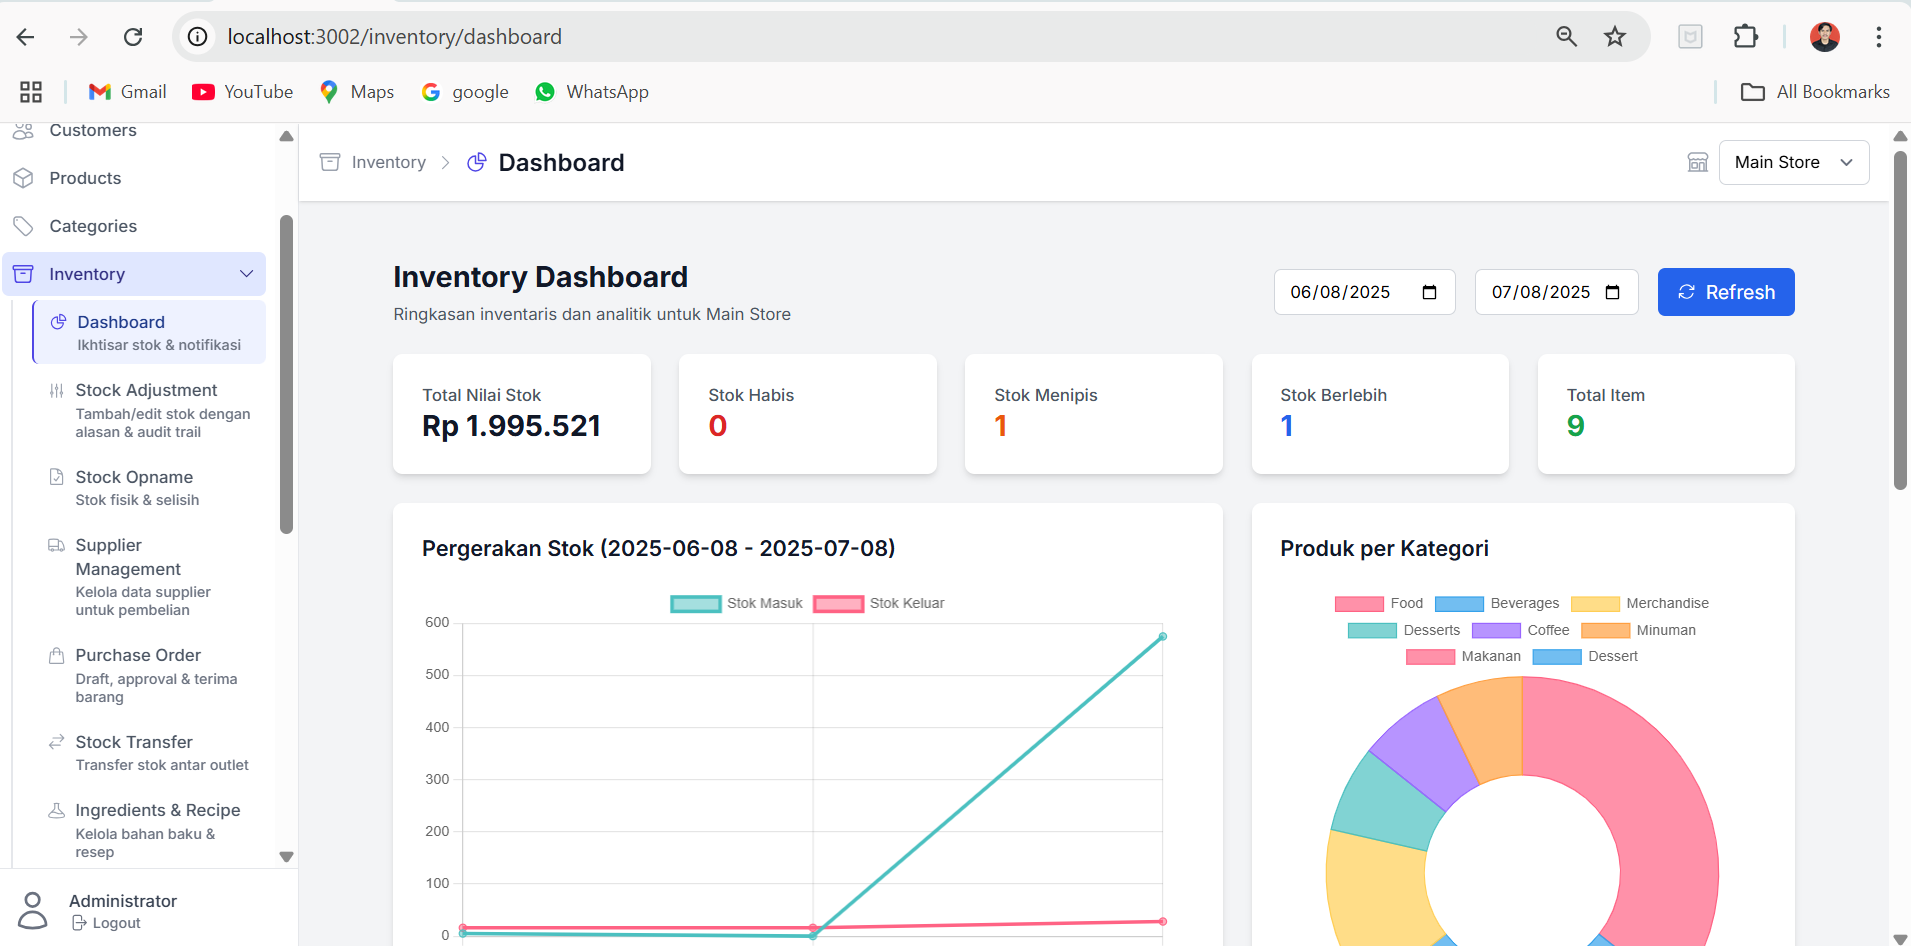 localhost:3002/inventory/dashboard
Gmail YouTube Maps google WhatsApp All Bookmarks
Customers
Products
Categories
Inventory
Dashboard
Ikhtisar stok & notifikasi
Stock Adjustment
Tambah/edit stok dengan
alasan & audit trail
Stock Opname
Stok fisik & selisih
Supplier
Management
Kelola data supplier
untuk pembelian
Purchase Order
Draft, approval & terima
barang
Stock Transfer
Transfer stok antar outlet
Ingredients & Recipe
Kelola bahan baku &
resep
Administrator
Logout
Inventory Dashboard
Main Store
Inventory Dashboard
Ringkasan inventaris dan analitik untuk Main Store
06/08/2025 07/08/2025 Refresh
Total Nilai Stok
Rp 1.995.521
Stok Habis
0
Stok Menipis
1
Stok Berlebih
1
Total Item
9
Pergerakan Stok (2025-06-08 - 2025-07-08)
Stok Masuk Stok Keluar
600
500
400
300
200
100
0
Produk per Kategori
Food Beverages Merchandise
Desserts Coffee Minuman
Makanan Dessert